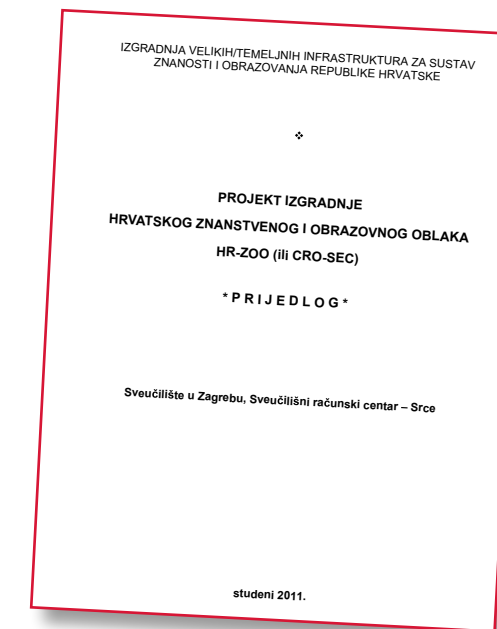 IZGRADNJA VELIKIH/TEMELJNIH INFRASTRUKTURA ZA SUSTAV
ZNANOSTI I OBRAZOVANJA REPUBLIKE HRVATSKE
❖
PROJEKT IZGRADNJE
HRVATSKOG ZNANSTVENOG I OBRAZOVNOG OBLAKA
HR-ZOO (ili CRO-SEC)
* P R I J E D L O G *
Sveučilište u Zagrebu, Sveučilišni računski centar – Srce
studeni 2011.